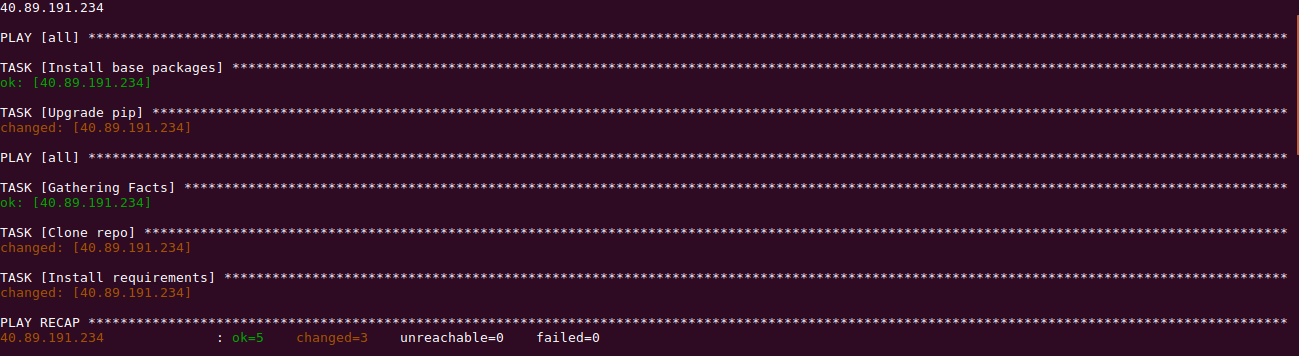 40.89.191.234
PLAY [all] ******************************************************************************************************************************************************
TASK [Install base packages] ************************************************************************************************************************************
ok: [40.89.191.234]
TASK [Upgrade pip] **********************************************************************************************************************************************
changed: [40.89.191.234]
PLAY [all] ******************************************************************************************************************************************************
TASK [Gathering Facts] ******************************************************************************************************************************************
ok: [40.89.191.234]
TASK [Clone repo] ***********************************************************************************************************************************************
changed: [40.89.191.234]
TASK [Install requirements] *************************************************************************************************************************************
changed: [40.89.191.234]
PLAY RECAP ******************************************************************************************************************************************************
40.89.191.234              : ok=5    changed=3    unreachable=0    failed=0